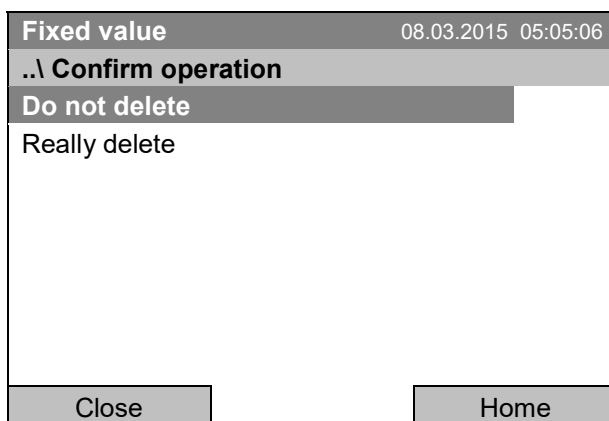 Fixed value 08.03.2015 05:05:06
..\ Confirm operation
Do not delete
Really delete
Close Home